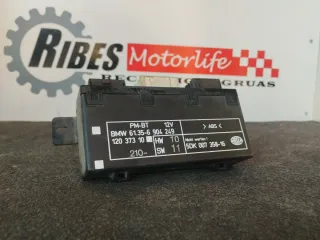 RIBES Motorlife
PM-BT 12V
> ABS <
BMW 61.35-6 904 249
120 373 10
HW 10
5DK 007 358-16
210-
SW 11